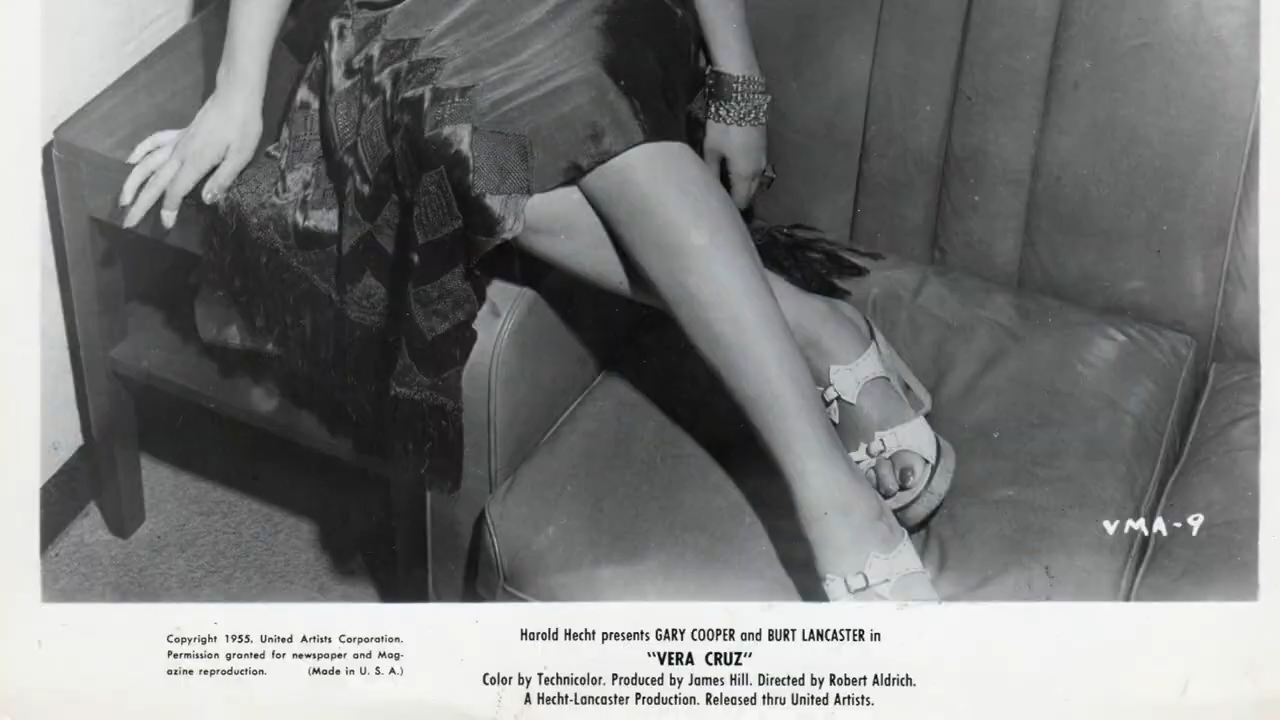 VMA-9
Copyright 1955, United Artists Corporation.
Permission granted for newspaper and Mag-
azine reproduction. (Made in U. S. A.)
Harold Hecht presents GARY COOPER and BURT LANCASTER in
"VERA CRUZ"
Color by Technicolor. Produced by James Hill. Directed by Robert Aldrich.
A Hecht-Lancaster Production. Released thru United Artists.